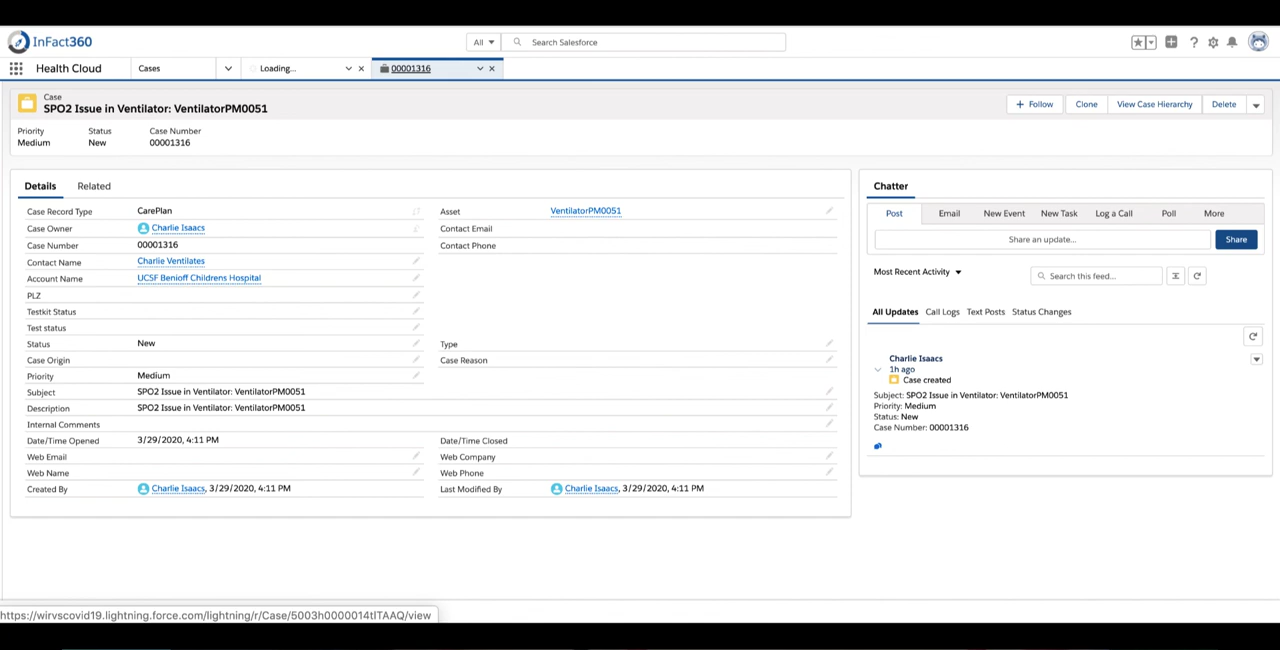 InFact360
All
Search Salesforce
Health Cloud
Cases
Loading...
00001316
Case
SPO2 Issue in Ventilator: VentilatorPM0051
+ Follow
Clone
View Case Hierarchy
Delete
Priority
Status
Case Number
Medium
New
00001316
Details
Related
Case Record Type
CarePlan
Asset
VentilatorPM0051
Case Owner
Charlie Isaacs
Contact Email
Case Number
00001316
Contact Phone
Contact Name
Charlie Ventilates
Account Name
UCSF Benioff Childrens Hospital
PLZ
Testkit Status
Test status
Status
New
Type
Case Origin
Case Reason
Priority
Medium
Subject
SPO2 Issue in Ventilator: VentilatorPM0051
Description
SPO2 Issue in Ventilator: VentilatorPM0051
Internal Comments
Date/Time Opened
3/29/2020, 4:11 PM
Date/Time Closed
Web Email
Web Company
Web Name
Web Phone
Created By
Charlie Isaacs, 3/29/2020, 4:11 PM
Last Modified By
Charlie Isaacs, 3/29/2020, 4:11 PM
Chatter
Post
Email
New Event
New Task
Log a Call
Poll
More
Share an update...
Share
Most Recent Activity
Search this feed...
All Updates
Call Logs
Text Posts
Status Changes
Charlie Isaacs
1h ago
Case created
Subject: SPO2 Issue in Ventilator: VentilatorPM0051
Priority: Medium
Status: New
Case Number: 00001316
https://wirvscovid19.lightning.force.com/lightning/r/Case/5003h0000014tITAAQ/view